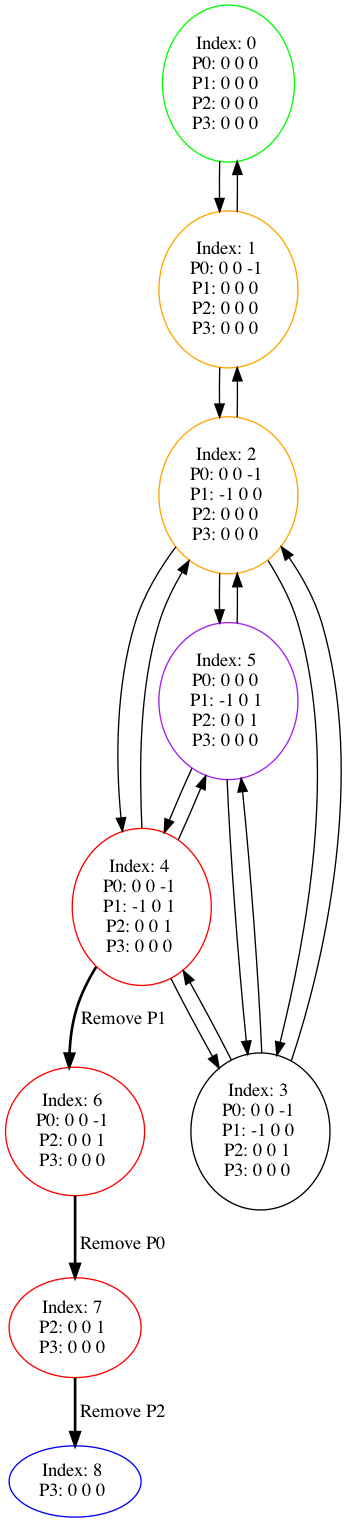 Index: 0
P0: 0 0 0
P1: 0 0 0
P2: 0 0 0
P3: 0 0 0
Index: 1
P0: 0 0 -1
P1: 0 0 0
P2: 0 0 0
P3: 0 0 0
Index: 2
P0: 0 0 -1
P1: -1 0 0
P2: 0 0 0
P3: 0 0 0
Index: 5
P0: 0 0 0
P1: -1 0 1
P2: 0 0 1
P3: 0 0 0
Index: 4
P0: 0 0 -1
P1: -1 0 1
P2: 0 0 1
P3: 0 0 0
Remove P1
Index: 3
P0: 0 0 -1
P1: -1 0 0
P2: 0 0 1
P3: 0 0 0
Index: 6
P0: 0 0 -1
P2: 0 0 1
P3: 0 0 0
Remove P0
Index: 7
P2: 0 0 1
P3: 0 0 0
Remove P2
Index: 8
P3: 0 0 0